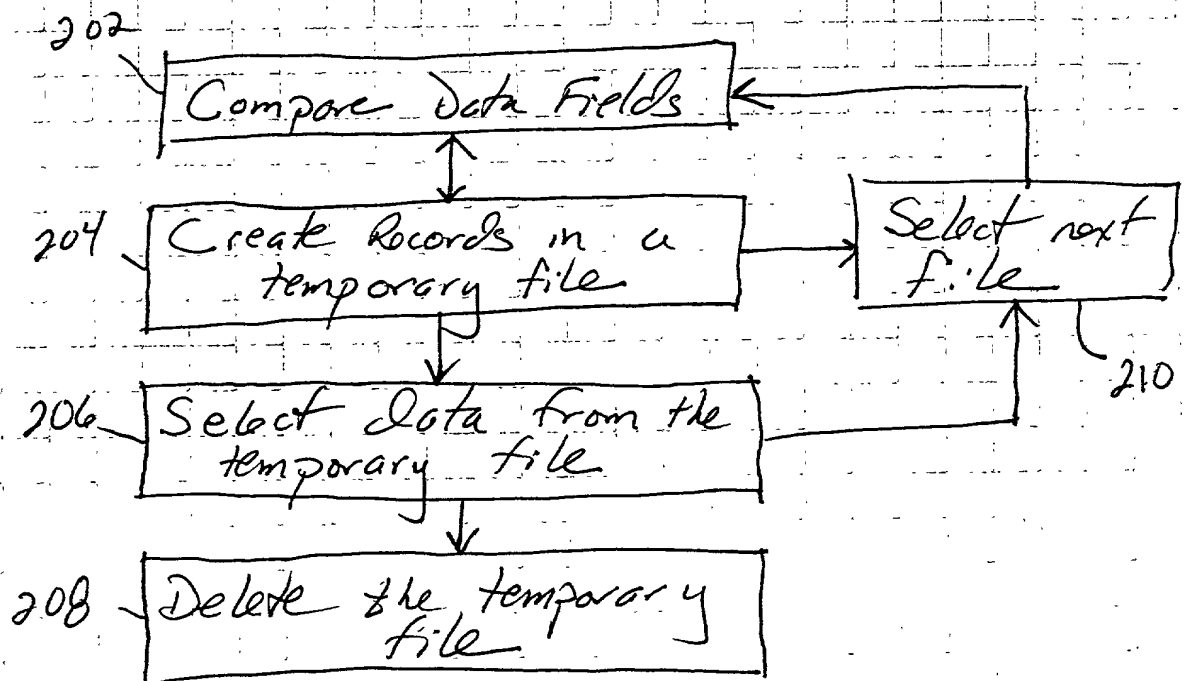 202
Compare Data Fields
204
Create Records in a
temporary file
Select next
file
210
206
Select data from the
temporary file
208
Delete the temporary
file